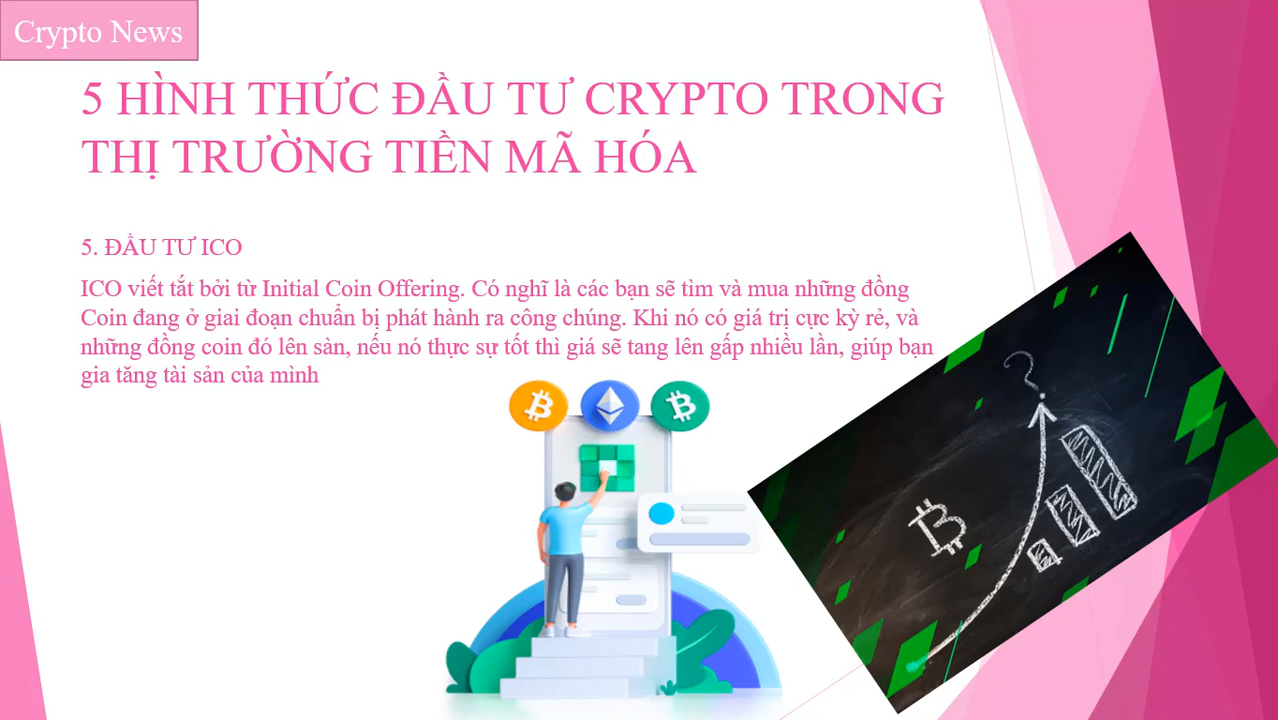 Crypto News
5 HÌNH THỨC ĐẦU TƯ CRYPTO TRONG
THỊ TRƯỜNG TIỀN MÃ HÓA
5. ĐẦU TƯ ICO
ICO viết tắt bởi từ Initial Coin Offering. Có nghĩ là các bạn sẽ tìm và mua những đồng
Coin đang ở giai đoạn chuẩn bị phát hành ra công chúng. Khi nó có giá trị cực kỳ rẻ, và
những đồng coin đó lên sàn, nếu nó thực sự tốt thì giá sẽ tang lên gấp nhiều lần, giúp bạn
gia tăng tài sản của mình
?